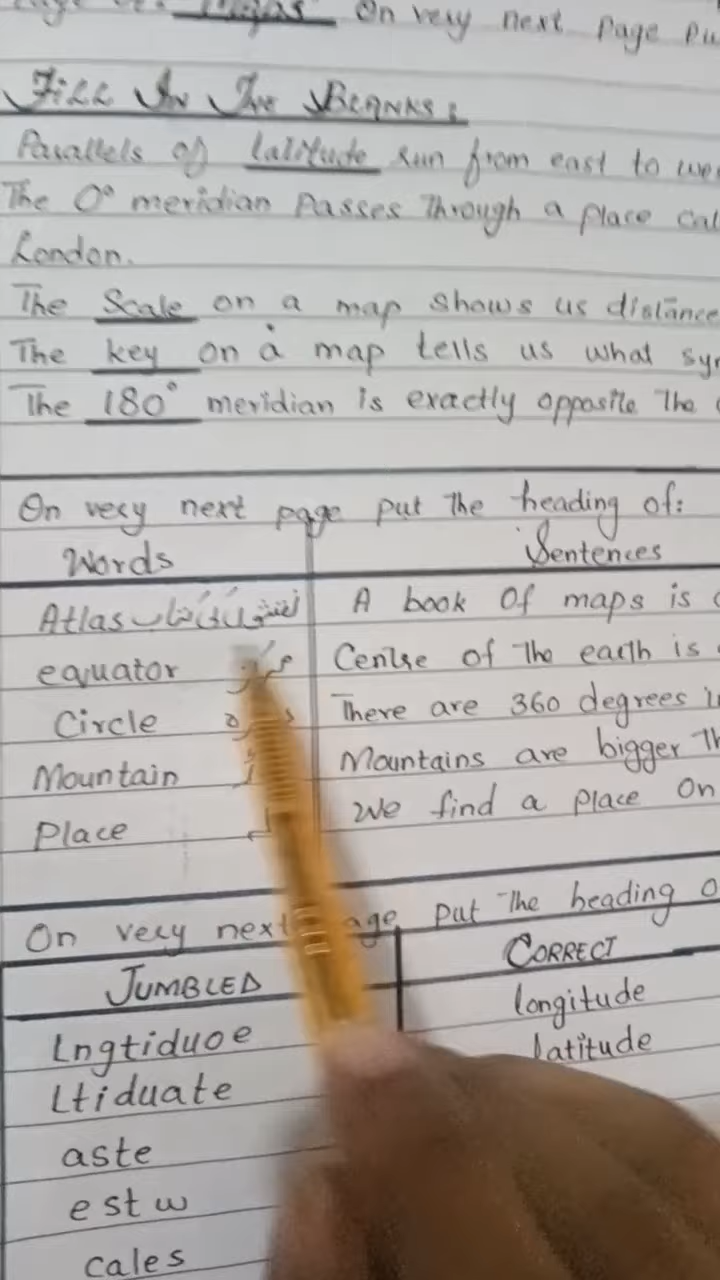 On very next page pu
FILL IN THE BLANKS:
Parallels of latitude run from east to we
The 0° meridian Passes Through a place cal
London.
The Scale on a map shows us distance
The key on a map tells us what sy
The 180° meridian is exactly opposite The
On very next page put The heading of:
Words Sentences
Atlas A book Of maps is
equator Centre of The earth is
Circle There are 360 degrees i
Mountain Mountains are bigger Th
Place We find a place On
On very next age put The heading O
JUMBLED CORRECT
Lngtiduoe longitude
Ltiduate latitude
aste
estw
cales